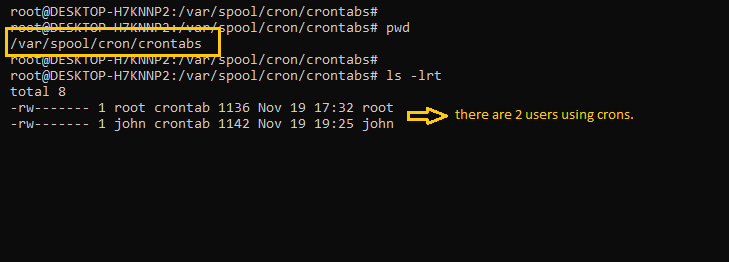 root@DESKTOP-H7KNNP2:/var/spool/cron/crontabs#
root@DESKTOP-H7KNNP2:/var/spool/cron/crontabs# pwd
/var/spool/cron/crontabs
root@DESKTOP-H7KNNP2:/var/spool/cron/crontabs#
root@DESKTOP-H7KNNP2:/var/spool/cron/crontabs# ls -lrt
total 8
-rw------- 1 root crontab 1136 Nov 19 17:32 root
-rw------- 1 john crontab 1142 Nov 19 19:25 john
there are 2 users using crons.